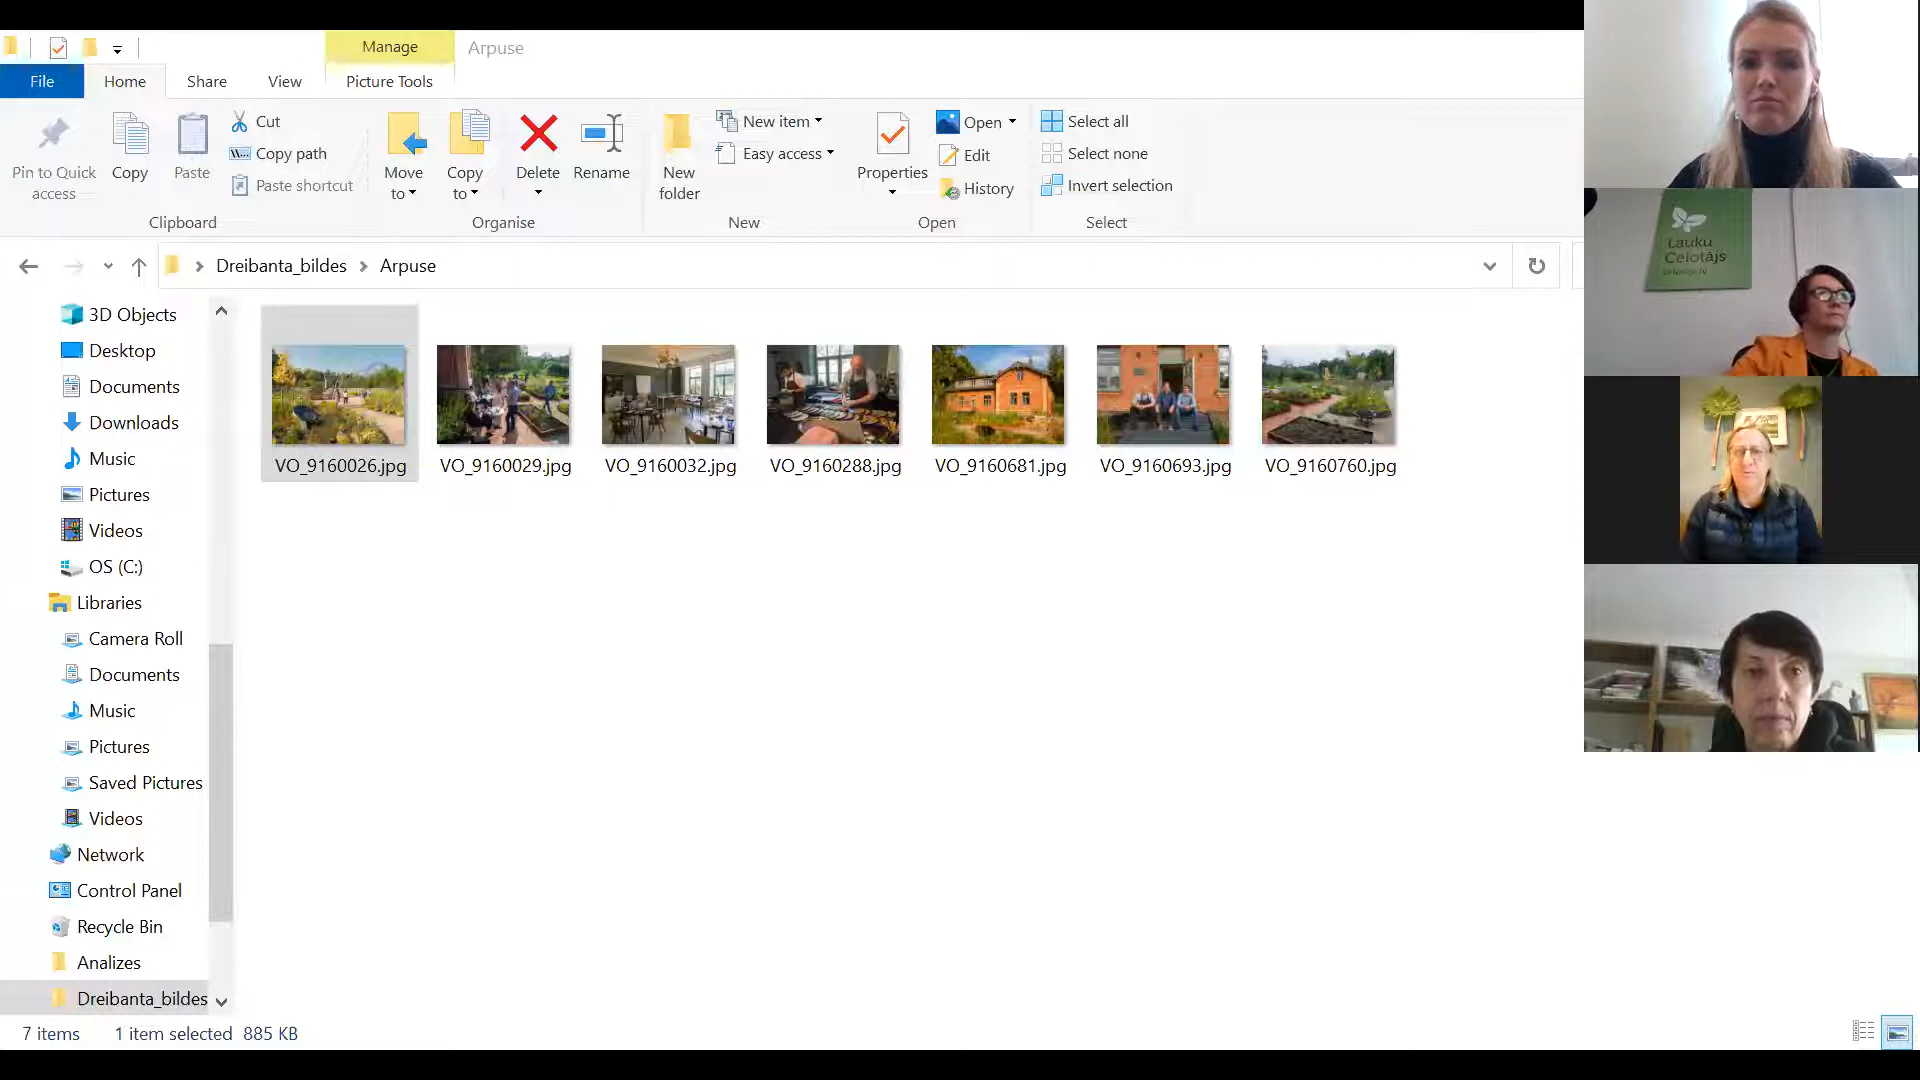 Manage
Arpuse
File
Home
Share
View
Picture Tools
Pin to Quick access
Copy
Paste
Cut
Copy path
Paste shortcut
Clipboard
Move to
Copy to
Delete
Rename
Organise
New folder
New item
Easy access
New
Properties
Open
Edit
History
Open
Select all
Select none
Invert selection
Select
Dreibanta_bildes
Arpuse
3D Objects
Desktop
Documents
Downloads
Music
Pictures
Videos
OS (C:)
Libraries
Camera Roll
Documents
Music
Pictures
Saved Pictures
Videos
Network
Control Panel
Recycle Bin
Analizes
Dreibanta_bildes
VO_9160026.jpg
VO_9160029.jpg
VO_9160032.jpg
VO_9160288.jpg
VO_9160681.jpg
VO_9160693.jpg
VO_9160760.jpg
7 items
1 item selected 885 KB
Lauku
Ceļotājs